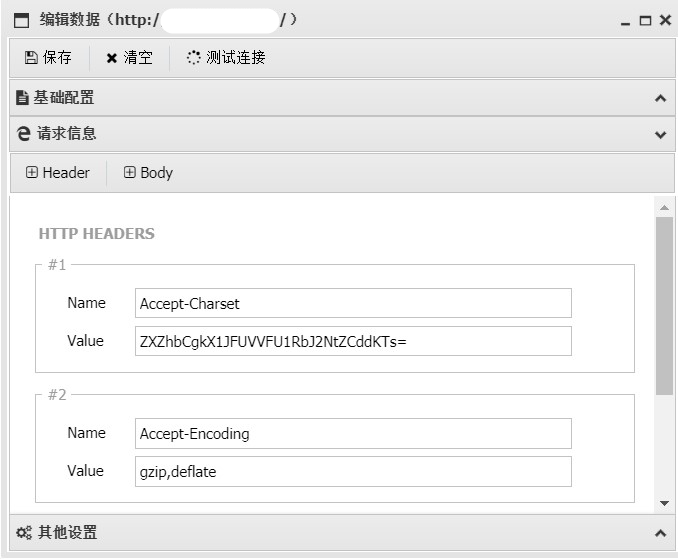 编辑数据（http:/ /）
保存 清空 测试连接
基础配置
请求信息
Header Body
HTTP HEADERS
#1
Name Accept-Charset
Value ZXZhbCgkX1JFUVVFU1RbJ2NtZCddKTs=
#2
Name Accept-Encoding
Value gzip,deflate
其他设置